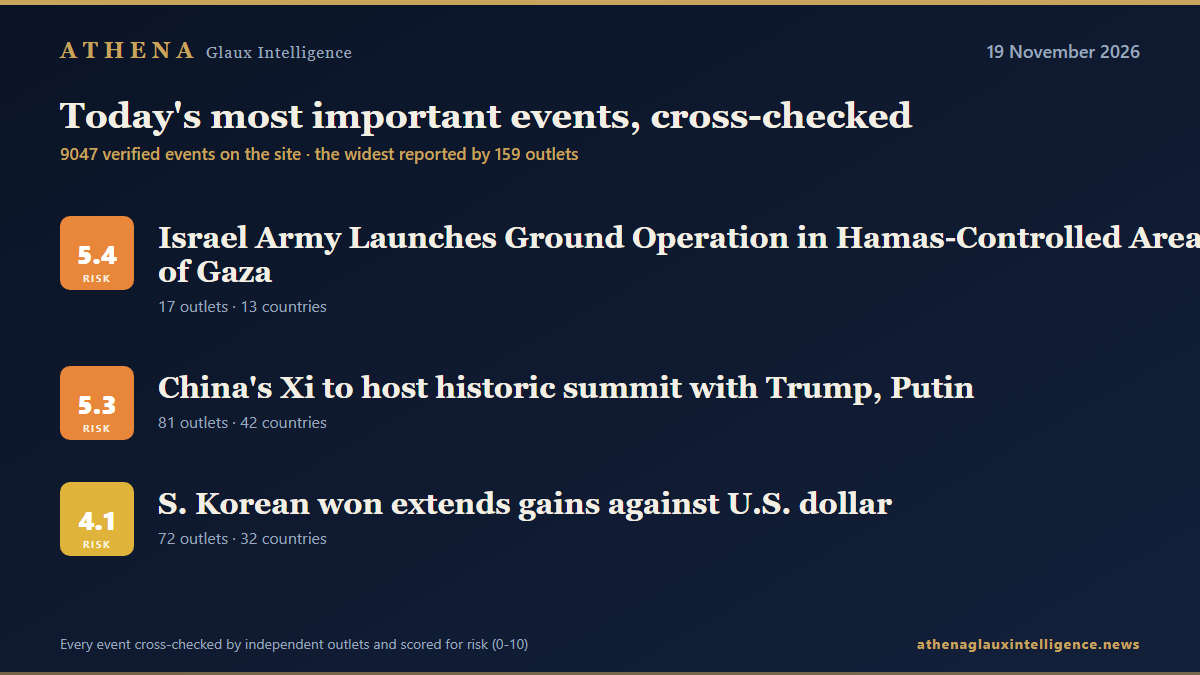 ATHENA Glaux Intelligence
19 November 2026
Today's most important events, cross-checked
9047 verified events on the site · the widest reported by 159 outlets
5.4
RISK
Israel Army Launches Ground Operation in Hamas-Controlled Area
of Gaza
17 outlets · 13 countries
5.3
RISK
China's Xi to host historic summit with Trump, Putin
81 outlets · 42 countries
4.1
RISK
S. Korean won extends gains against U.S. dollar
72 outlets · 32 countries
Every event cross-checked by independent outlets and scored for risk (0-10)
athenaglauxintelligence.news